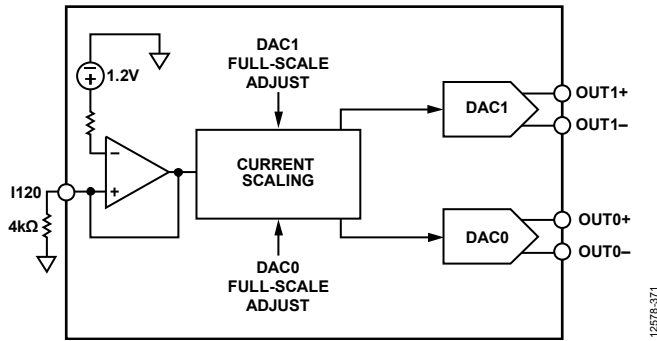 DAC1
FULL-SCALE
ADJUST
1.2V
DAC1
OUT1+
OUT1–
CURRENT
SCALING
I120
4kΩ
–
+
DAC0
OUT0+
OUT0–
DAC0
FULL-SCALE
ADJUST
12578-371